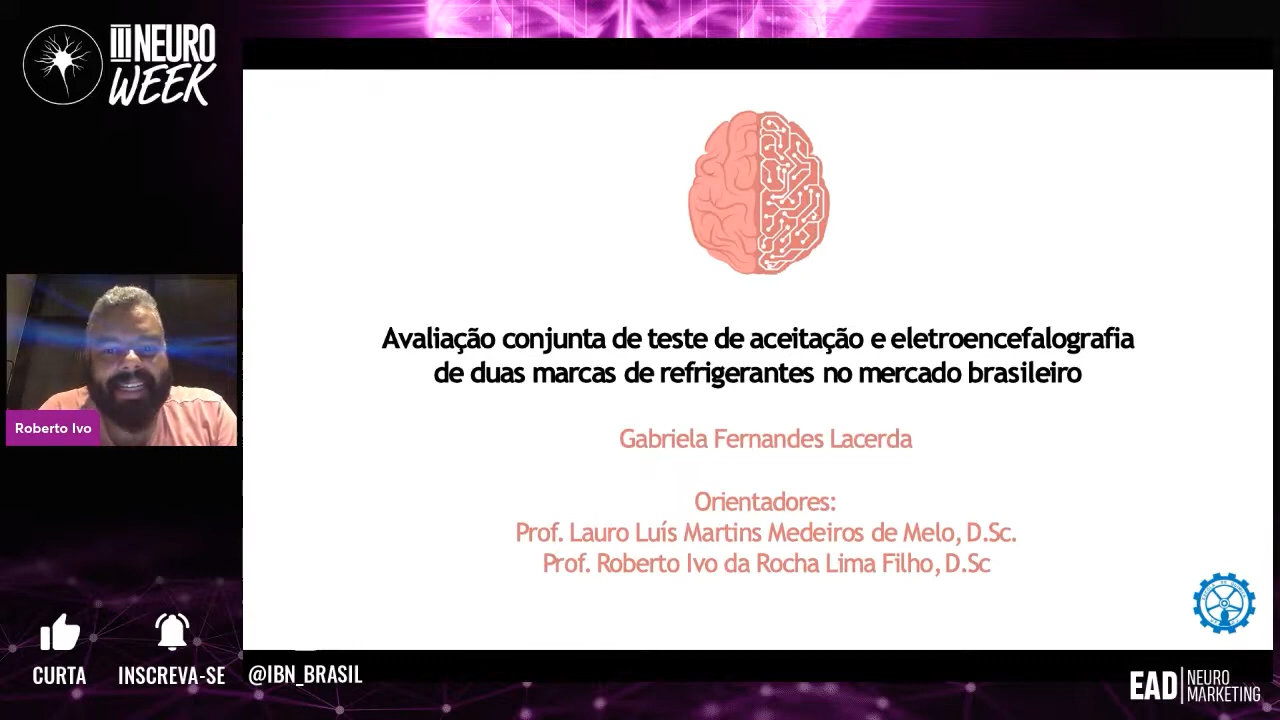 III NEURO
WEEK
Avaliação conjunta de teste de aceitação e eletroencefalografia
de duas marcas de refrigerantes no mercado brasileiro
Gabriela Fernandes Lacerda
Orientadores:
Prof. Lauro Luís Martins Medeiros de Melo, D.Sc.
Prof. Roberto Ivo da Rocha Lima Filho, D.Sc
Roberto Ivo
CURTA
INSCREVA-SE
@IBN_BRASIL
EAD NEURO
MARKETING